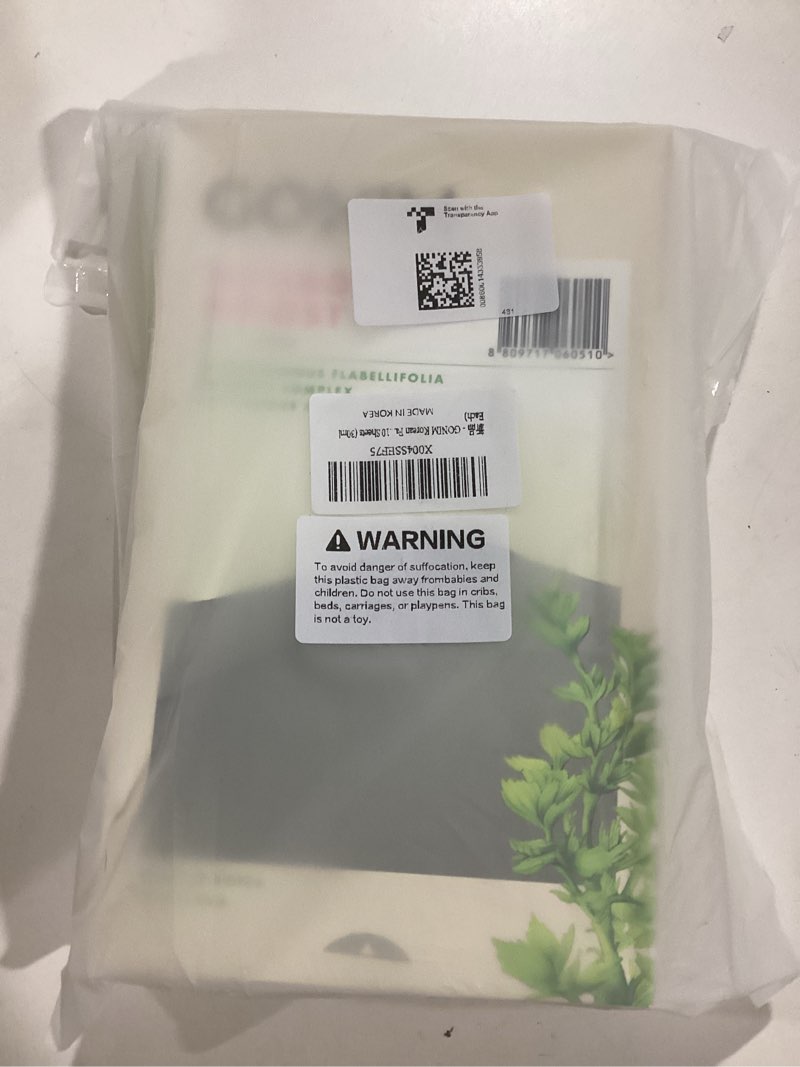 Scan with the
Transparency App
451
8 809717 060510 >
FLABELLIFOLIA
COMPLEX
X004SSEF75
新品 - GONIM Korean Fa...10 Sheets (30ml
Each)
MADE IN KOREA
WARNING
To avoid danger of suffocation, keep
this plastic bag away frombabies and
children. Do not use this bag in cribs,
beds, carriages, or playpens. This bag
is not a toy.